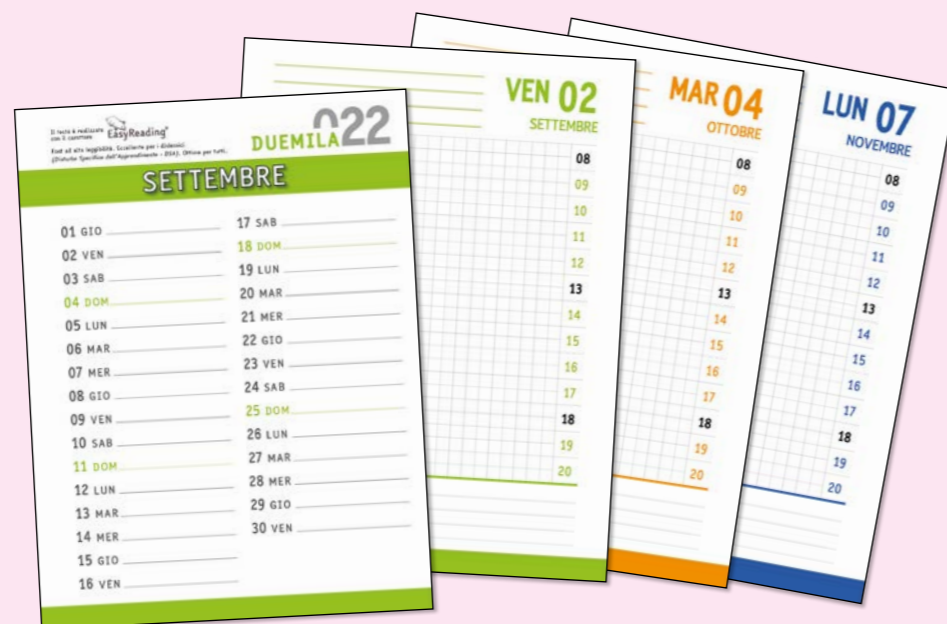 Il testo è realizzato
con il carattere EasyReading®
Font ad alta leggibilità. Eccellente per i dislessici
(Disturbo Specifico dell'Apprendimento - DSA). Ottimo per tutti.
DUEMILA022
SETTEMBRE
01 GIO
02 VEN
03 SAB
04 DOM
05 LUN
06 MAR
07 MER
08 GIO
09 VEN
10 SAB
11 DOM
12 LUN
13 MAR
14 MER
15 GIO
16 VEN
17 SAB
18 DOM
19 LUN
20 MAR
21 MER
22 GIO
23 VEN
24 SAB
25 DOM
26 LUN
27 MAR
28 MER
29 GIO
30 VEN
VEN 02
SETTEMBRE
08
09
10
11
12
13
14
15
16
17
18
19
20
MAR 04
OTTOBRE
08
09
10
11
12
13
14
15
16
17
18
19
20
LUN 07
NOVEMBRE
08
09
10
11
12
13
14
15
16
17
18
19
20